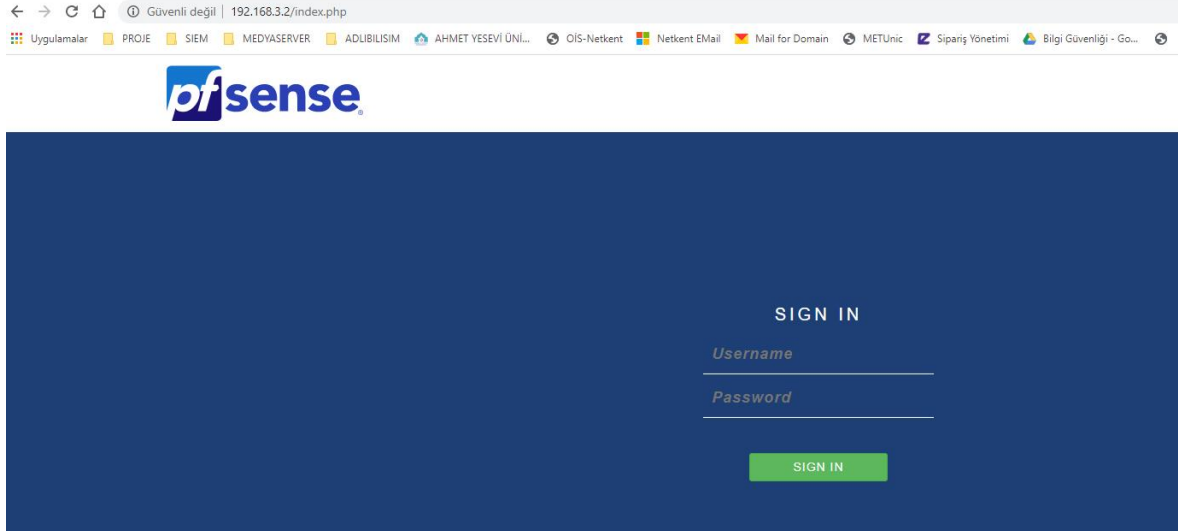 Güvenli değil | 192.168.3.2/index.php
Uygulamalar PROJE SIEM MEDYASERVER ADLIBILISIM AHMET YESEVİ ÜNİ... OİS-Netkent Netkent EMail Mail for Domain METUnic Sipariş Yönetimi Bilgi Güvenliği - Go...
pfsense®
SIGN IN
Username
Password
SIGN IN